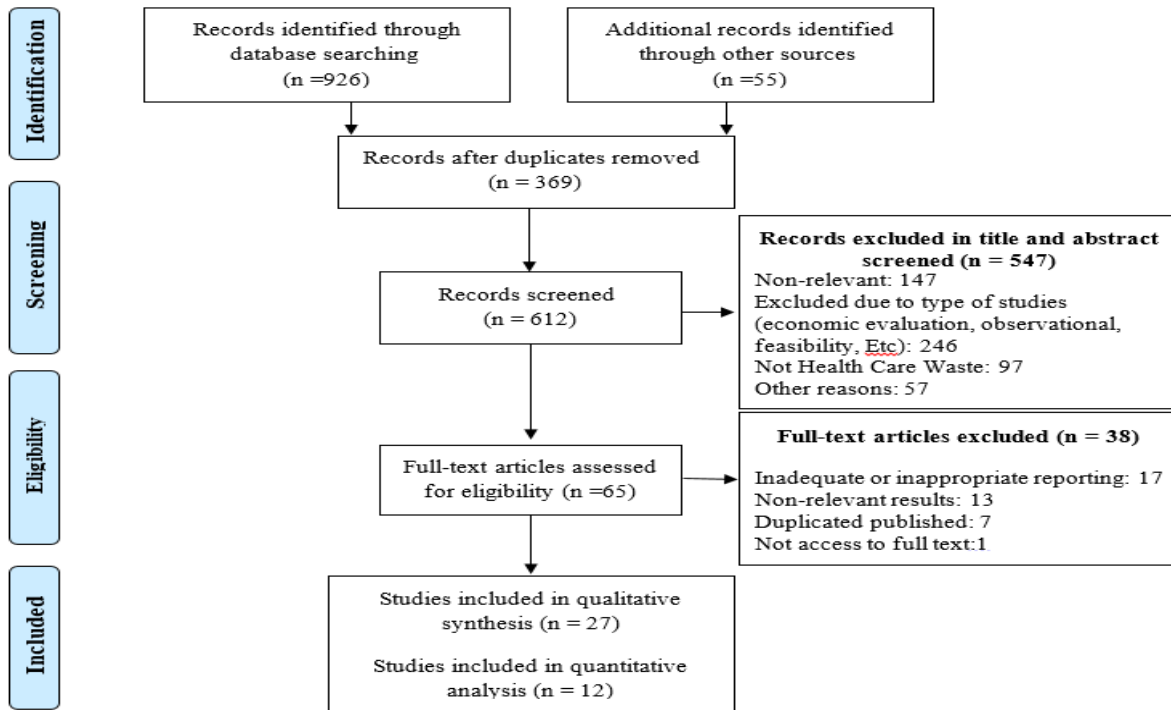 Identification
Records identified through
database searching
(n =926)
Additional records identified
through other sources
(n =55)
Records after duplicates removed
(n = 369)
Screening
Records screened
(n = 612)
Records excluded in title and abstract
screened (n = 547)
Non-relevant: 147
Excluded due to type of studies
(economic evaluation, observational,
feasibility, Etc): 246
Not Health Care Waste: 97
Other reasons: 57
Eligibility
Full-text articles assessed
for eligibility (n =65)
Full-text articles excluded (n = 38)
Inadequate or inappropriate reporting: 17
Non-relevant results: 13
Duplicated published: 7
Not access to full text:1
Included
Studies included in qualitative
synthesis (n = 27)
Studies included in quantitative
analysis (n = 12)